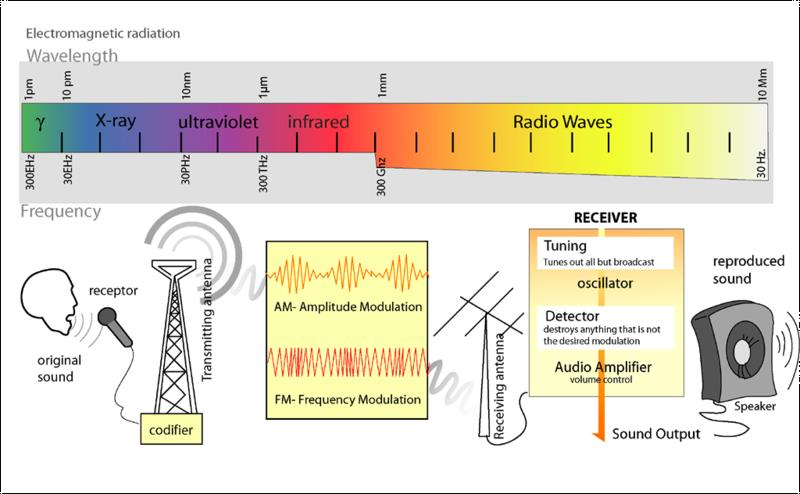 Electromagnetic radiation
Wavelength
1pm
10 pm
10nm
1µm
1mm
10 Mm
γ
X-ray
ultraviolet
infrared
Radio Waves
300EHz
30EHz
30PHz
300 THz
300 Ghz
30 Hz.
Frequency
original
sound
receptor
codifier
Transmitting antenna
AM- Amplitude Modulation
FM- Frequency Modulation
Receiving antenna
RECEIVER
Tuning
Tunes out all but broadcast
oscillator
Detector
destroys anything that is not
the desired modulation
Audio Amplifier
volume control
Sound Output
reproduced
sound
Speaker